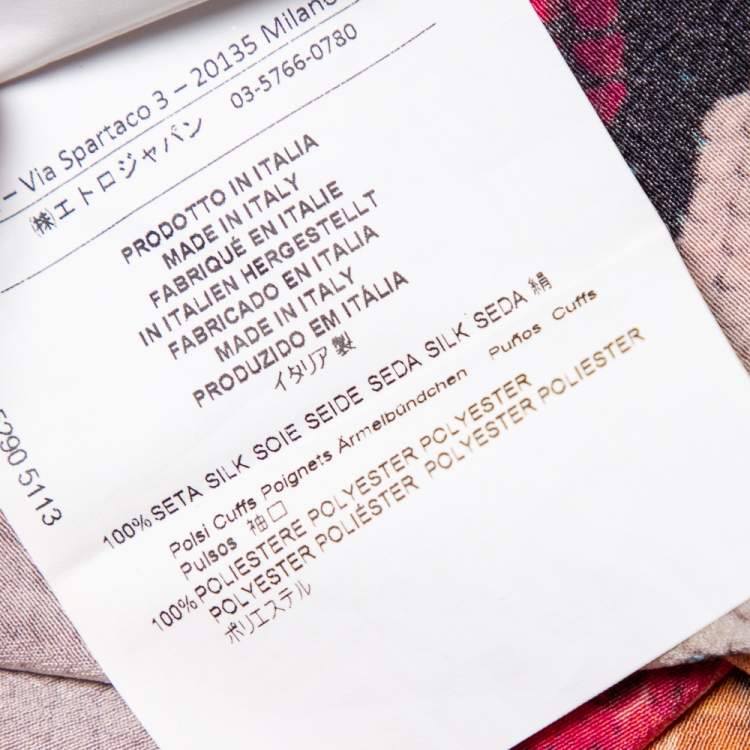 – Via Spartaco 3 – 20135 Milano
㈱エトロジャパン 03-5766-0780
PRODOTTO IN ITALIA
MADE IN ITALY
FABRIQUÉ EN ITALIE
IN ITALIEN HERGESTELLT
FABRICADO EN ITALIA
MADE IN ITALY
PRODUZIDO EM ITÁLIA
イタリア製
100%SETA SILK SOIE SEIDE SEDA SILK SEDA 絹
Polsi Cuffs Poignets Ärmelbündchen Puños Cuffs
Pulsos 袖口
100%POLIESTERE POLYESTER POLYESTER
POLYESTER POLIÉSTER POLYESTER POLIESTER
ポリエステル
5290 5113